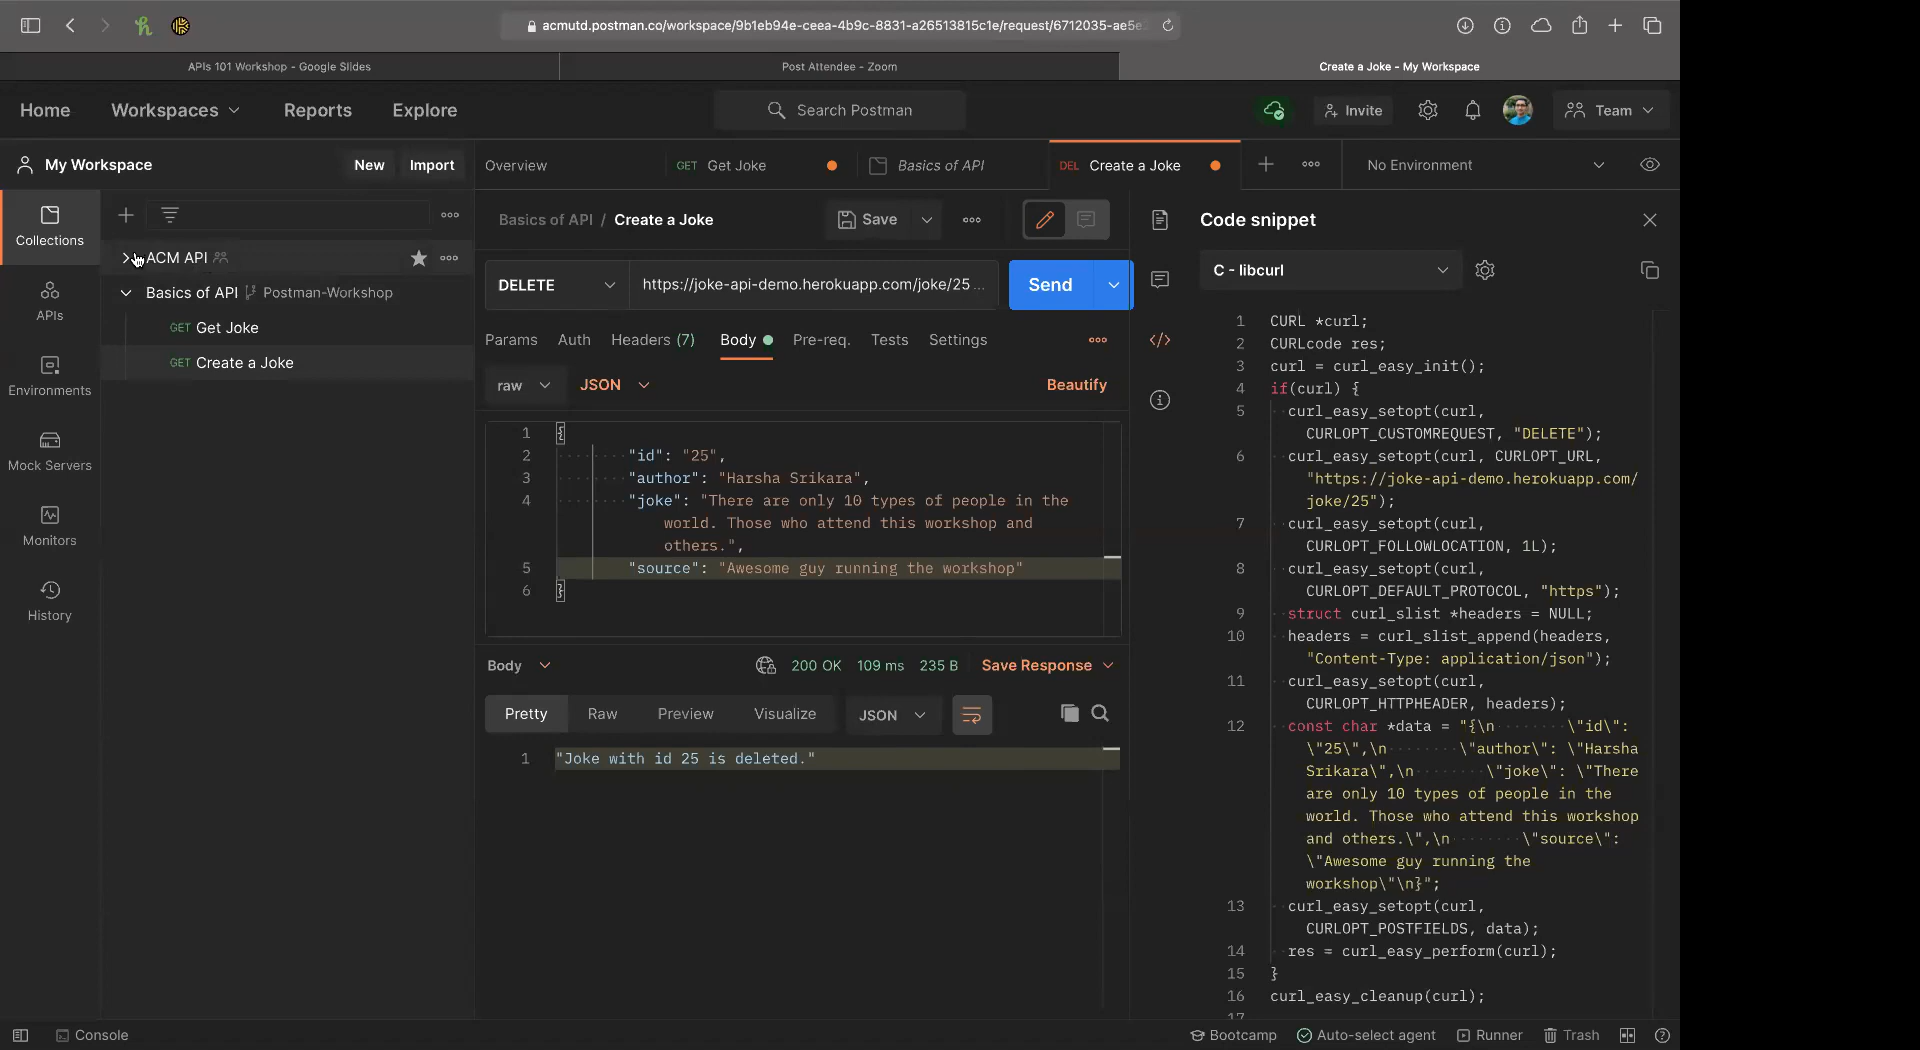 acmutd.postman.co/workspace/9b1eb94e-ceea-4b9c-8831-a26513815c1e/request/6712035-ae5e
APIs 101 Workshop - Google Slides
Post Attendee - Zoom
Create a Joke - My Workspace
Home
Workspaces
Reports
Explore
Search Postman
Invite
Team
My Workspace
New
Import
Overview
GET Get Joke
Basics of API
DEL Create a Joke
No Environment
Collections
APIs
Environments
Mock Servers
Monitors
History
ACM API
Basics of API Postman-Workshop
GET Get Joke
GET Create a Joke
Basics of API / Create a Joke
Save
DELETE
https://joke-api-demo.herokuapp.com/joke/25...
Send
Params Auth Headers (7) Body Pre-req. Tests Settings
raw JSON Beautify
1 {
2 "id": "25",
3 "author": "Harsha Srikara",
4 "joke": "There are only 10 types of people in the
world. Those who attend this workshop and
others.",
5 "source": "Awesome guy running the workshop"
6 }
Body 200 OK 109 ms 235 B Save Response
Pretty Raw Preview Visualize JSON
1 "Joke with id 25 is deleted."
Code snippet
C - libcurl
1 CURL *curl;
2 CURLcode res;
3 curl = curl_easy_init();
4 if(curl) {
5 curl_easy_setopt(curl,
CURLOPT_CUSTOMREQUEST, "DELETE");
6 curl_easy_setopt(curl, CURLOPT_URL,
"https://joke-api-demo.herokuapp.com/
joke/25");
7 curl_easy_setopt(curl,
CURLOPT_FOLLOWLOCATION, 1L);
8 curl_easy_setopt(curl,
CURLOPT_DEFAULT_PROTOCOL, "https");
9 struct curl_slist *headers = NULL;
10 headers = curl_slist_append(headers,
"Content-Type: application/json");
11 curl_easy_setopt(curl,
CURLOPT_HTTPHEADER, headers);
12 const char *data = "{\n \"id\":
\"25\",\n \"author\": \"Harsha
Srikara\",\n \"joke\": \"There
are only 10 types of people in the
world. Those who attend this workshop
and others.\",\n \"source\":
\"Awesome guy running the
workshop\"\n}";
13 curl_easy_setopt(curl,
CURLOPT_POSTFIELDS, data);
14 res = curl_easy_perform(curl);
15 }
16 curl_easy_cleanup(curl);
17
Console
Bootcamp
Auto-select agent
Runner
Trash